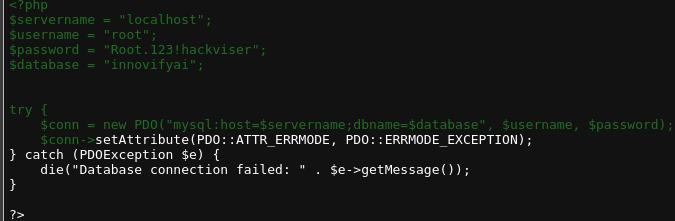 <?php
$servername = "localhost";
$username = "root";
$password = "Root.123!hackviser";
$database = "innovifyai";
try {
$conn = new PDO("mysql:host=$servername;dbname=$database", $username, $password);
$conn->setAttribute(PDO::ATTR_ERRMODE, PDO::ERRMODE_EXCEPTION);
} catch (PDOException $e) {
die("Database connection failed: " . $e->getMessage());
}
?>